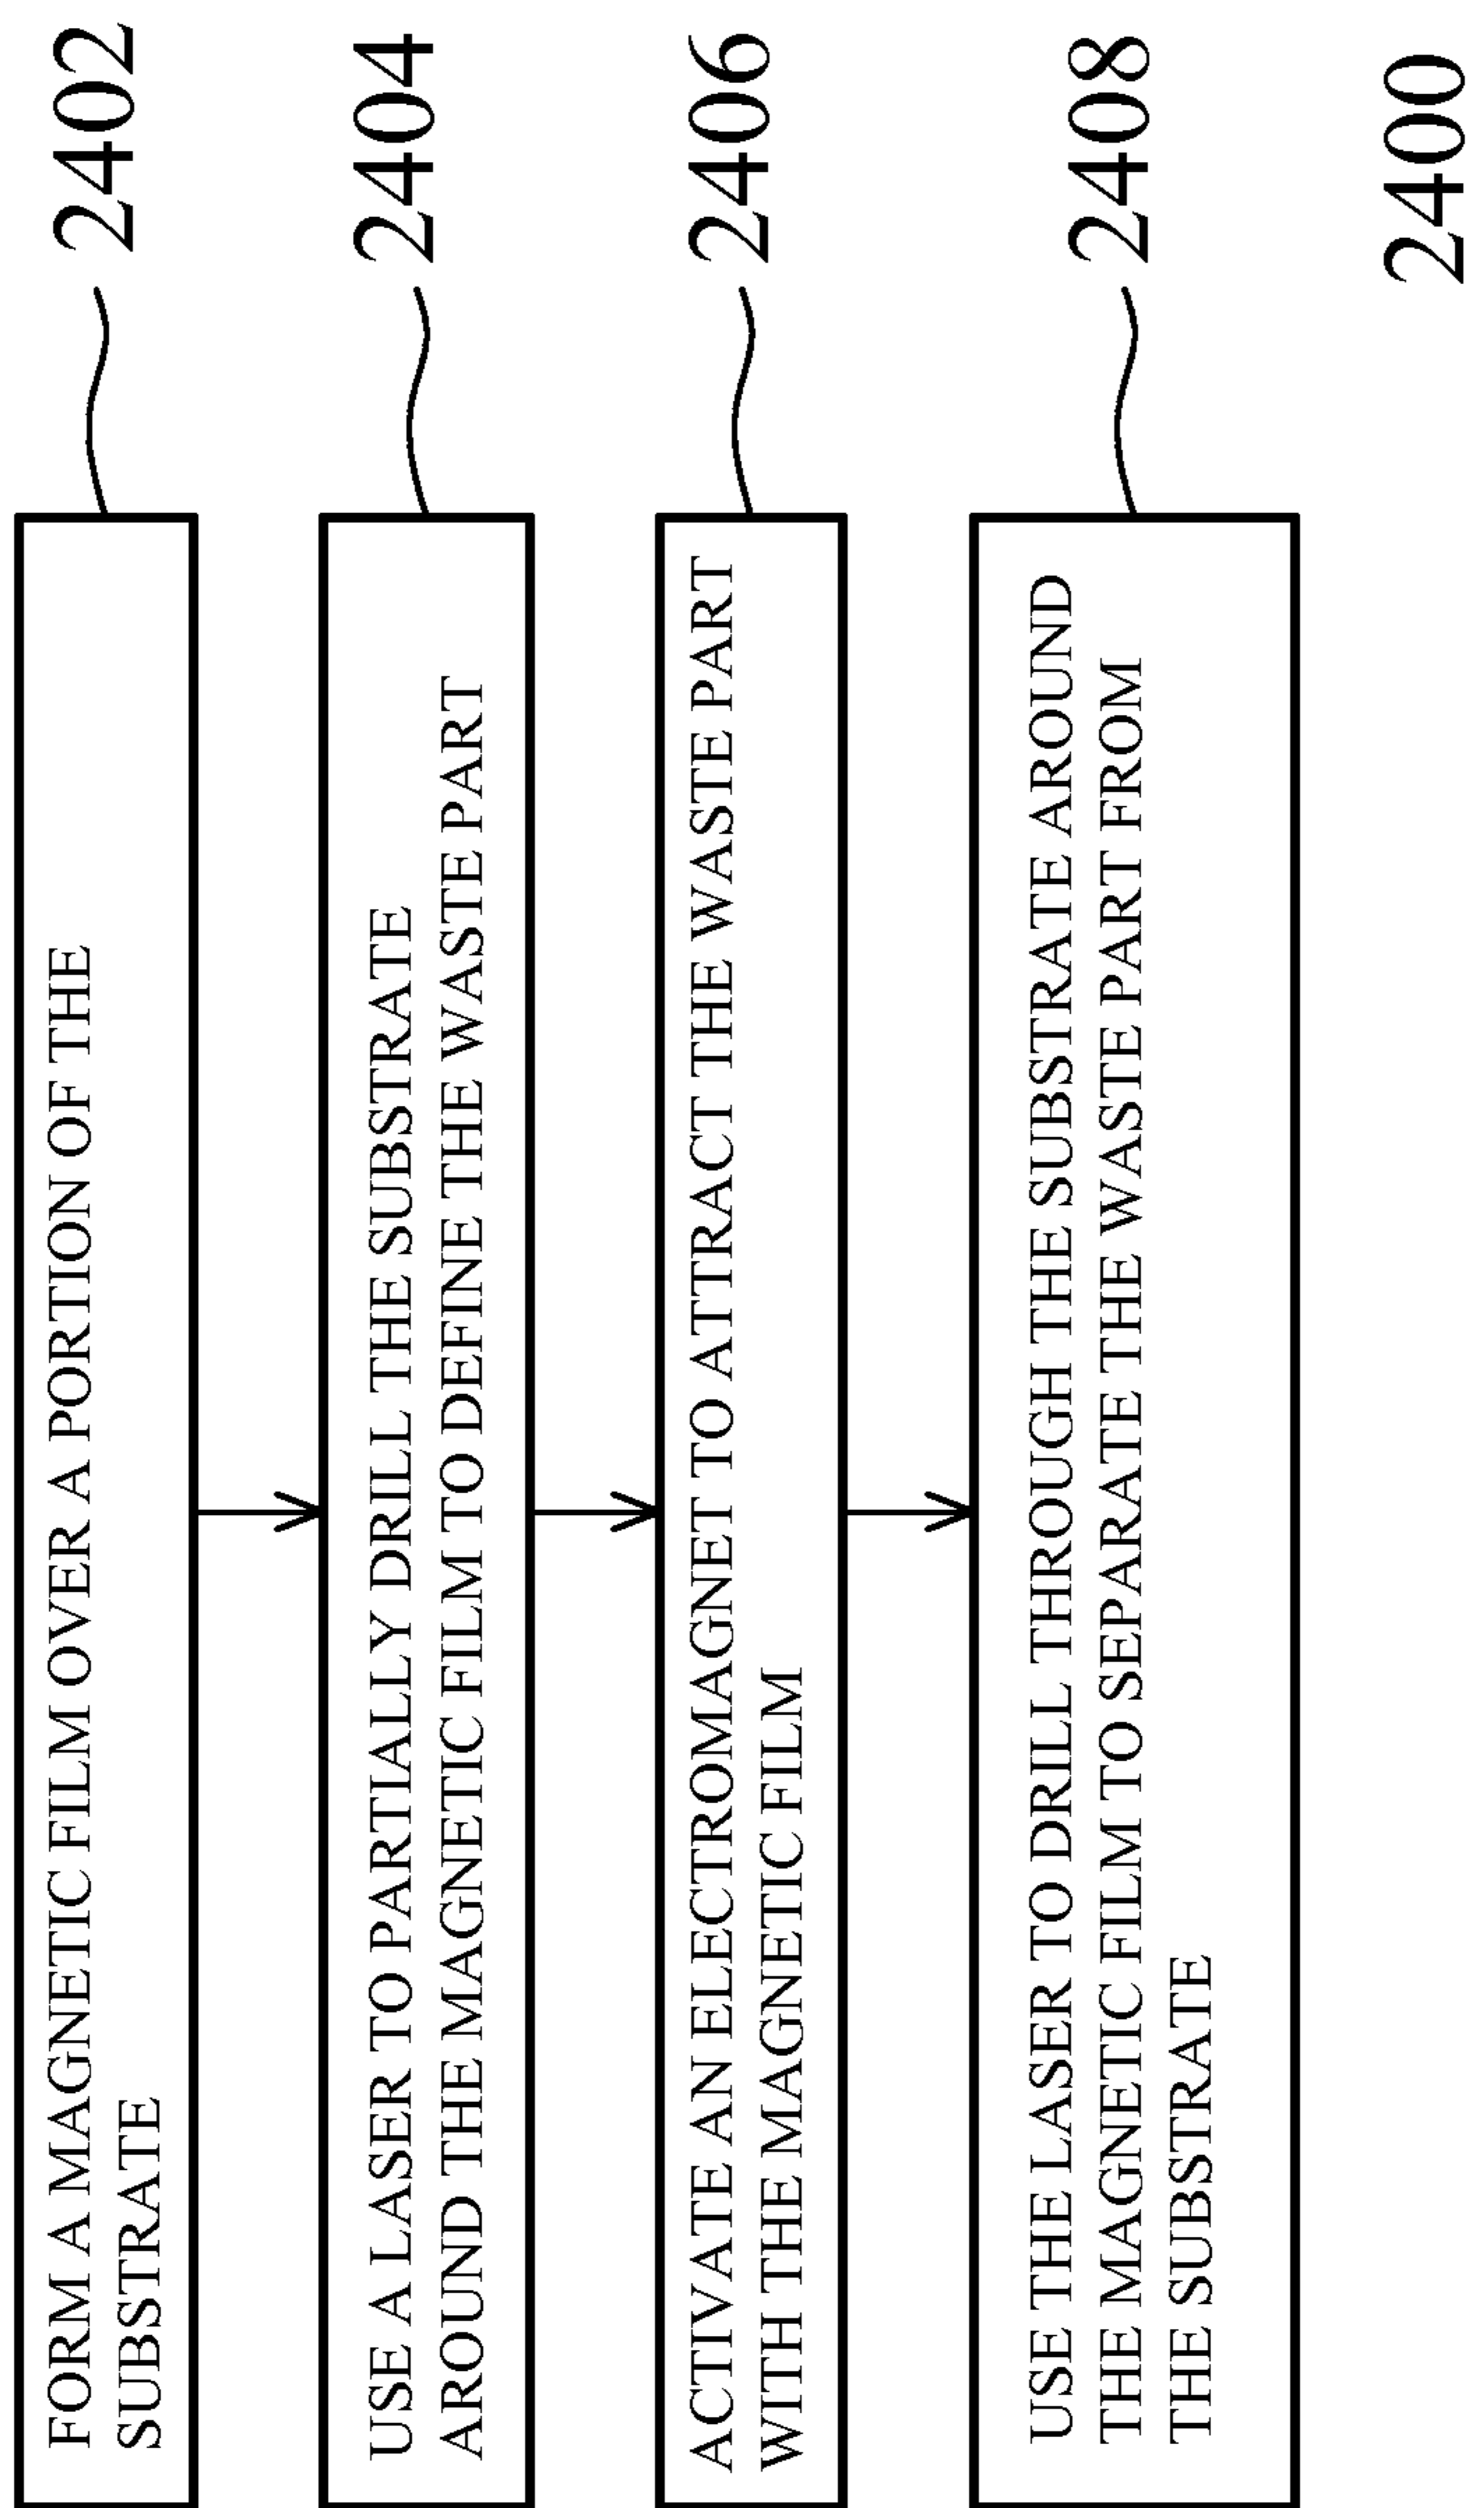 FORM A MAGNETIC FILM OVER A PORTION OF THE
SUBSTRATE
2402
USE A LASER TO PARTIALLY DRILL THE SUBSTRATE
AROUND THE MAGNETIC FILM TO DEFINE THE WASTE PART
2404
ACTIVATE AN ELECTROMAGNET TO ATTRACT THE WASTE PART
WITH THE MAGNETIC FILM
2406
USE THE LASER TO DRILL THROUGH THE SUBSTRATE AROUND
THE MAGNETIC FILM TO SEPARATE THE WASTE PART FROM
THE SUBSTRATE
2408
2400